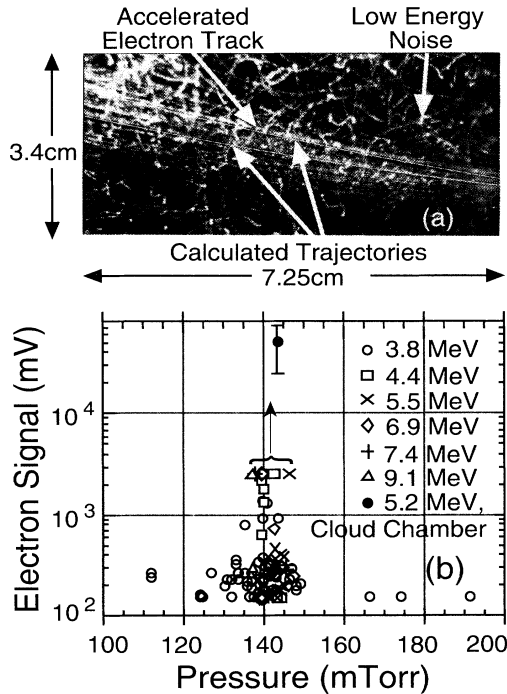 Accelerated
Electron Track
Low Energy
Noise
3.4cm
(a)
Calculated Trajectories
7.25cm
Electron Signal (mV)
10^4
10^3
10^2
3.8 MeV
4.4 MeV
5.5 MeV
6.9 MeV
7.4 MeV
9.1 MeV
5.2 MeV,
Cloud Chamber
(b)
100 120 140 160 180 200
Pressure (mTorr)